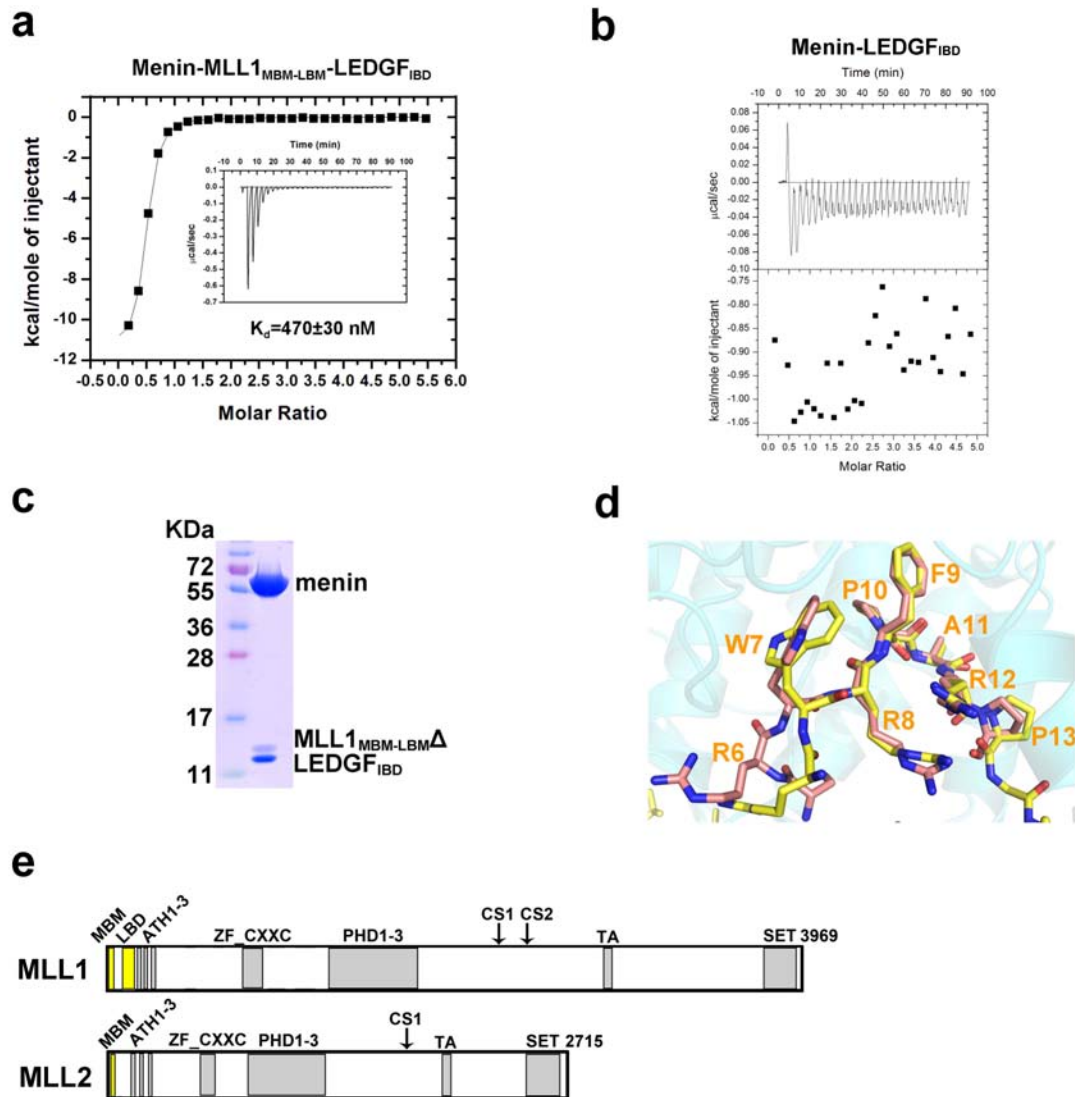 a
Menin-MLL1MBM-LBM-LEDGFIBD
kcal/mole of injectant
0
-2
-4
-6
-8
-10
-12
-0.5 0.0 0.5 1.0 1.5 2.0 2.5 3.0 3.5 4.0 4.5 5.0 5.5 6.0
Molar Ratio
Time (min)
-10 0 10 20 30 40 50 60 70 80 90 100
µcal/sec
0.1
0.0
-0.1
-0.2
-0.3
-0.4
-0.5
-0.6
-0.7
Kd=470±30 nM
b
Menin-LEDGFIBD
Time (min)
-10 0 10 20 30 40 50 60 70 80 90 100
µcal/sec
0.08
0.06
0.04
0.02
0.00
-0.02
-0.04
-0.06
-0.08
-0.10
kcal/mole of injectant
-0.75
-0.80
-0.85
-0.90
-0.95
-1.00
-1.05
0.0 0.5 1.0 1.5 2.0 2.5 3.0 3.5 4.0 4.5 5.0
Molar Ratio
c
KDa
72
55
36
28
17
11
menin
MLL1MBM-LBMΔ
LEDGFIBD
d
F9
P10
A11
W7
R12
R8
P13
R6
e
MBM LBD ATH1-3 ZF_CXXC PHD1-3 CS1 CS2 TA SET 3969
MLL1
MBM ATH1-3 ZF_CXXC PHD1-3 CS1 TA SET 2715
MLL2